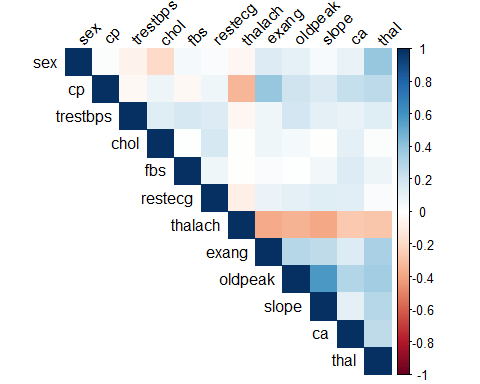 sex cp trestbps chol fbs restecg thalach exang oldpeak slope ca thal
sex
cp
trestbps
chol
fbs
restecg
thalach
exang
oldpeak
slope
ca
thal
1
0.8
0.6
0.4
0.2
0
-0.2
-0.4
-0.6
-0.8
-1